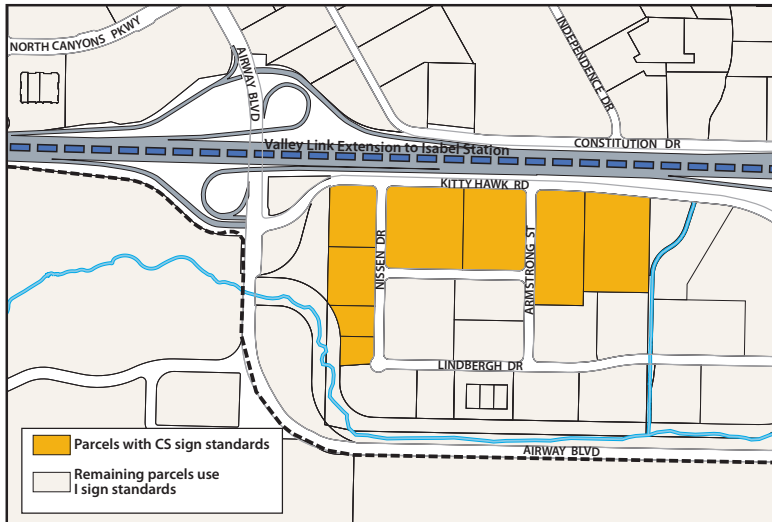 NORTH CANYONS PKWY
AIRWAY BLVD
INDEPENDENCE DR
CONSTITUTION DR
Valley Link Extension to Isabel Station
KITTY HAWK RD
NISSEN DR
ARMSTRONG ST
LINDBERGH DR
AIRWAY BLVD
Parcels with CS sign standards
Remaining parcels use
I sign standards